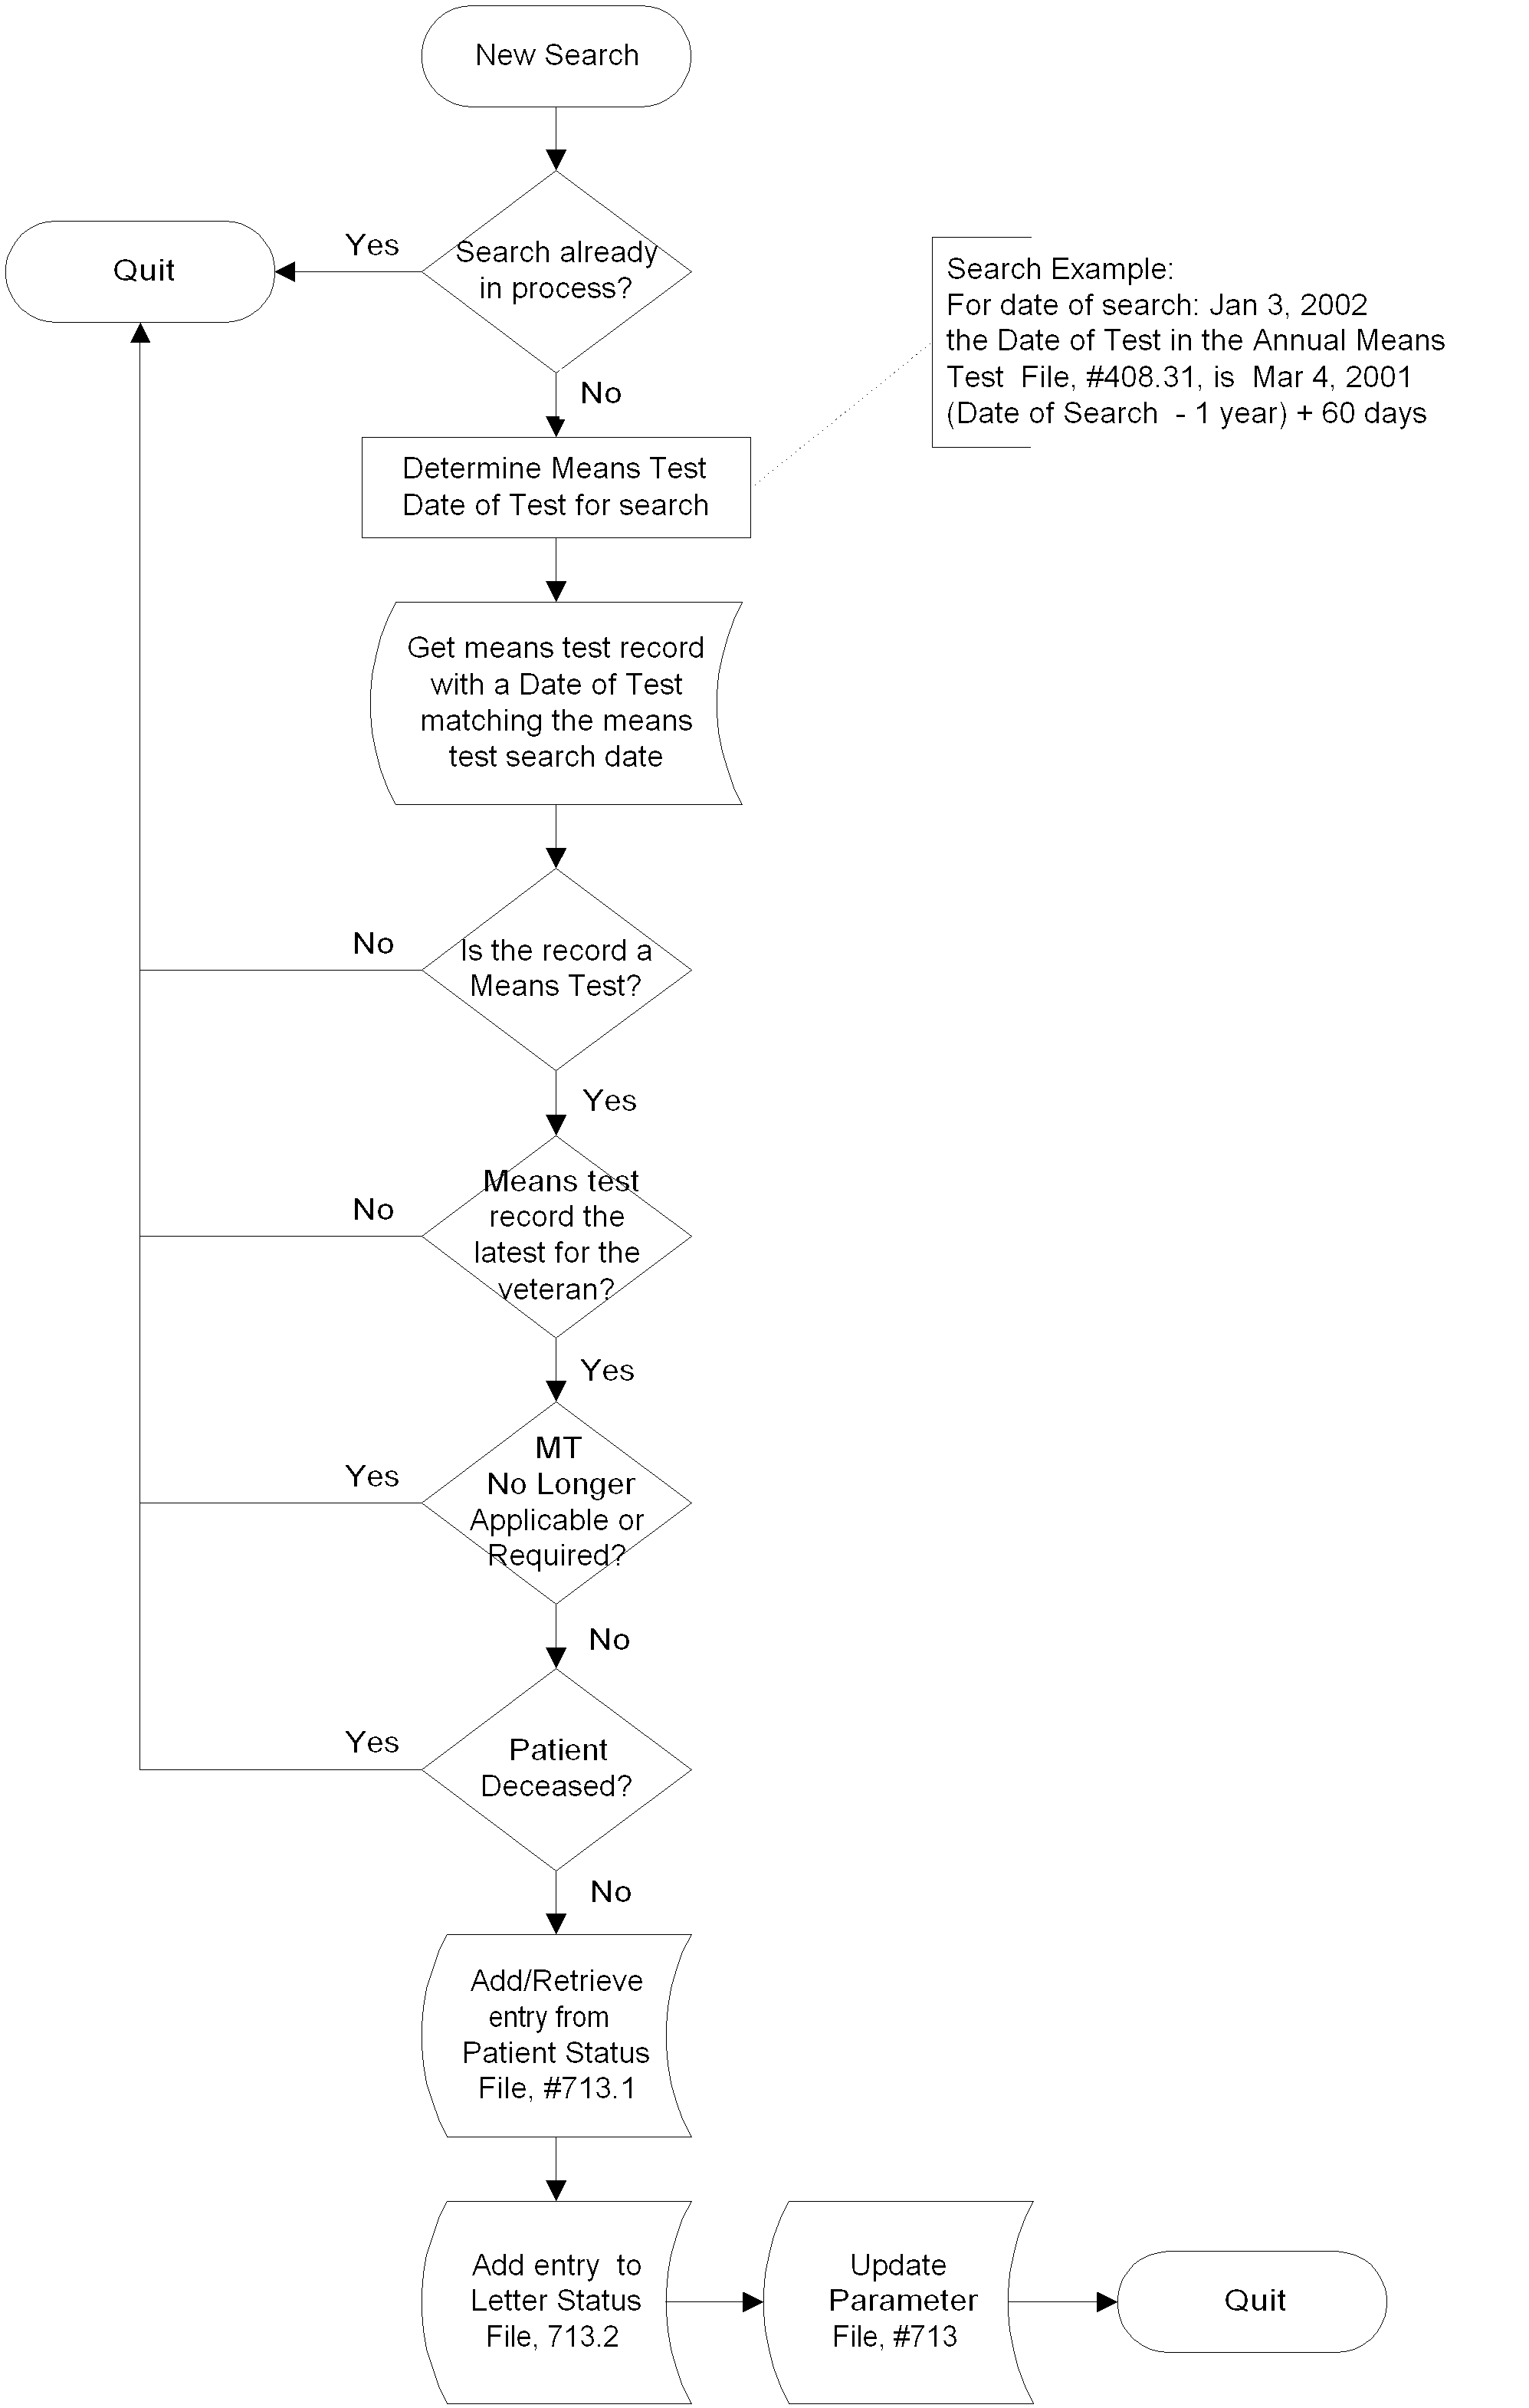 New Search
Search already
in process?
Yes
Quit
No
Search Example:
For date of search: Jan 3, 2002
the Date of Test in the Annual Means
Test  File, #408.31, is  Mar 4, 2001
(Date of Search  - 1 year) + 60 days
Determine Means Test
Date of Test for search
Get means test record
with a Date of Test
matching the means
test search date
Is the record a
Means Test?
No
Yes
Means test
record the
latest for the
veteran?
No
Yes
MT
No Longer
Applicable or
Required?
Yes
No
Patient
Deceased?
Yes
No
Add/Retrieve
entry from
Patient Status
File, #713.1
Add entry  to
Letter Status
File, 713.2
Update
Parameter
File, #713
Quit